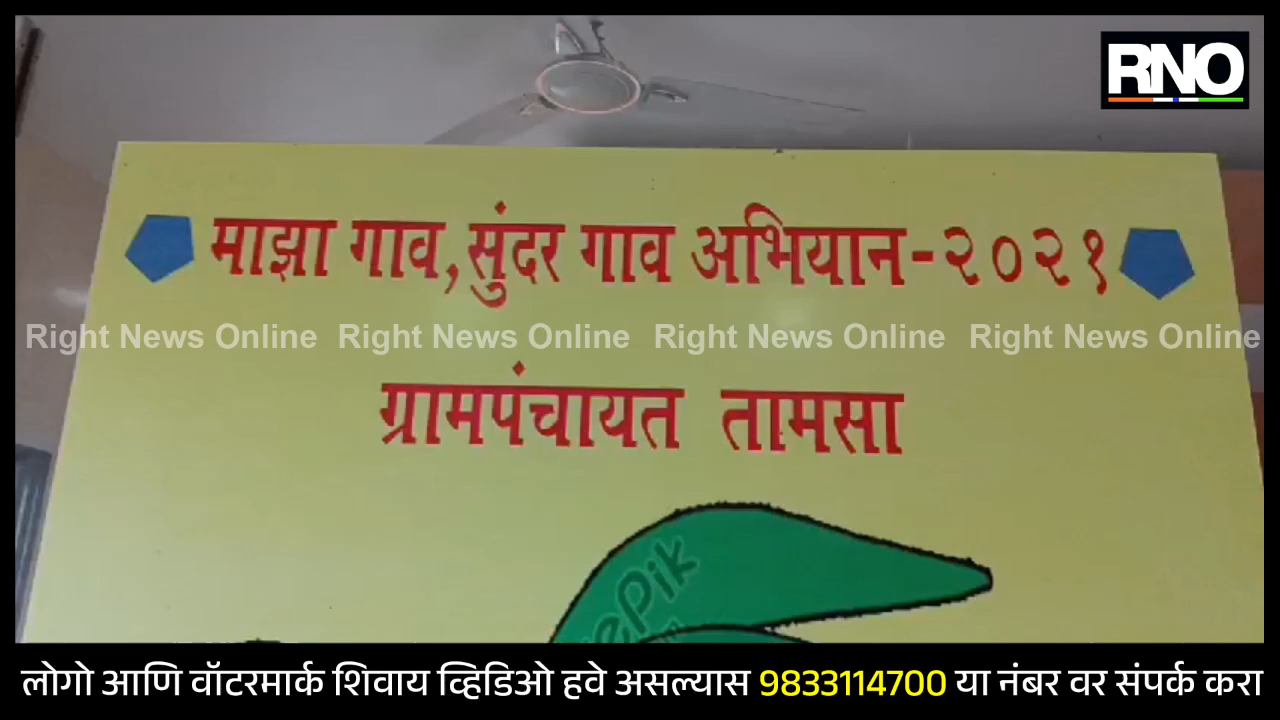 RNO
माझा गाव,सुंदर गाव अभियान-२०२१
Right News Online Right News Online Right News Online Right News Online
ग्रामपंचायत तामसा
ePik
लोगो आणि वॉटरमार्क शिवाय व्हिडिओ हवे असल्यास 9833114700 या नंबर वर संपर्क करा